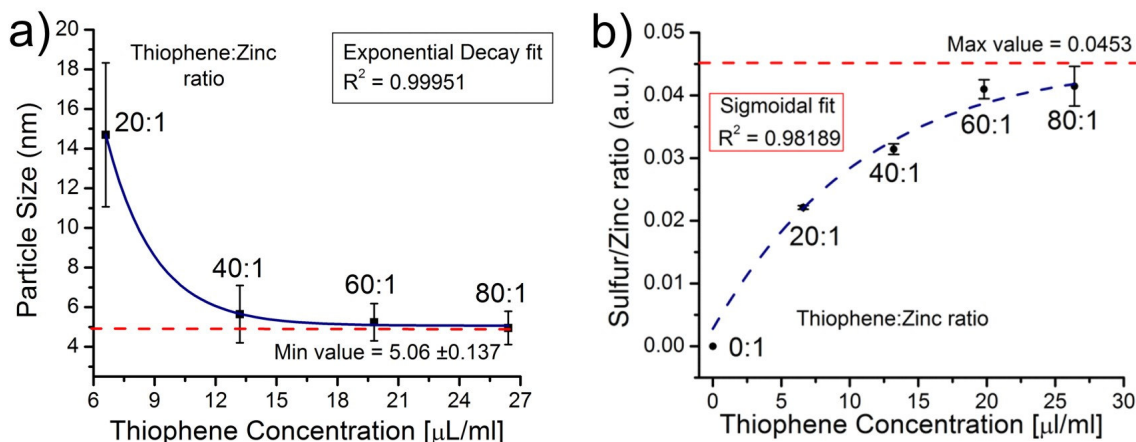 a)
Thiophene:Zinc
ratio
Exponential Decay fit
R² = 0.99951
20
18
16
14
12
10
8
6
4
Particle Size (nm)
20:1
40:1
60:1
80:1
Min value = 5.06 ±0.137
6 9 12 15 18 21 24 27
Thiophene Concentration [μL/ml]
b)
Max value = 0.0453
Sigmoidal fit
R² = 0.98189
0.05
0.04
0.03
0.02
0.01
0.00
Sulfur/Zinc ratio (a.u.)
0:1
20:1
40:1
60:1
80:1
Thiophene:Zinc ratio
0 5 10 15 20 25 30
Thiophene Concentration [μl/ml]